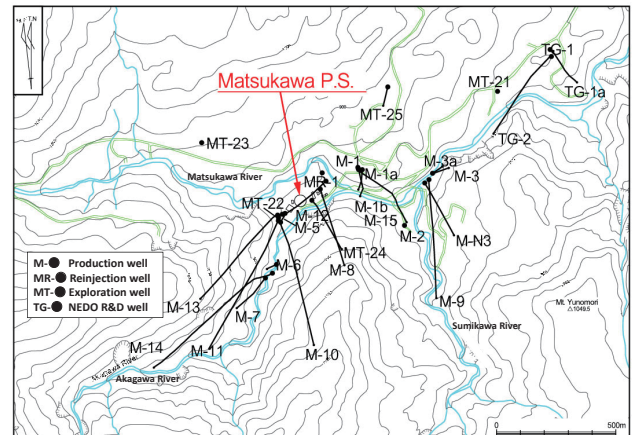 T.N
TG-1
TG-1a
Matsukawa P.S.
MT-21
MT-25
TG-2
MT-23
M-3a
M-1
M-3
Matsukawa River
MR-1
M-1a
MT-22
M-1b
M-12
M-15
M-5
M-2
M-N3
MT-24
M-● Production well
MR-● Reinjection well
MT-● Exploration well
TG-● NEDO R&D well
M-6
M-8
M-13
M-9
Mt. Yunomori
△1049.5
M-7
Sumikawa River
M-14
M-11
M-10
Akagawa River
0
500m